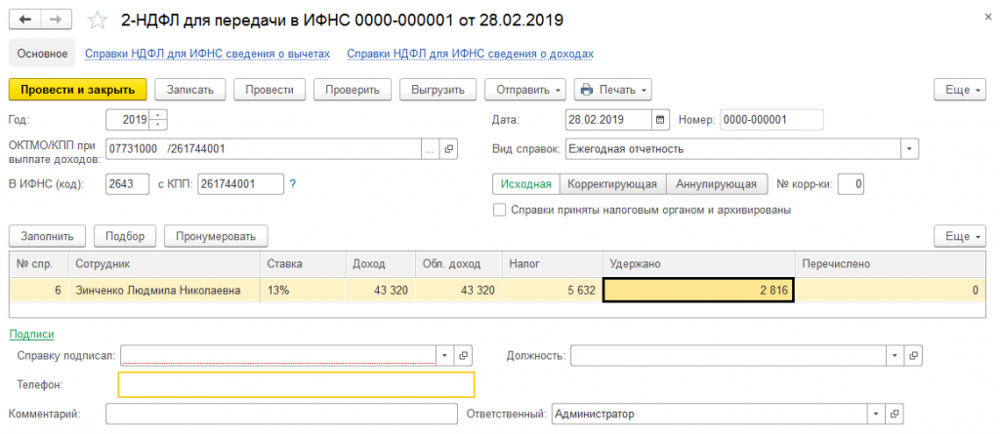 2-НДФЛ для передачи в ИФНС 0000-000001 от 28.02.2019
Основное Справки НДФЛ для ИФНС сведения о вычетах Справки НДФЛ для ИФНС сведения о доходах
Провести и закрыть Записать Провести Проверить Выгрузить Отправить Печать Еще
Год: 2019 Дата: 28.02.2019 Номер: 0000-000001
ОКТМО/КПП при выплате доходов: 07731000 /261744001 ... Вид справок: Ежегодная отчетность
В ИФНС (код): 2643 с КПП: 261744001 ? Исходная Корректирующая Аннулирующая № корр-ки: 0
Справки приняты налоговым органом и архивированы
Заполнить Подбор Пронумеровать Еще
№ спр. Сотрудник Ставка Доход Обл. доход Налог Удержано Перечислено
6 Зинченко Людмила Николаевна 13% 43 320 43 320 5 632 2 816 0
Подписи
Справку подписал: Должность:
Телефон:
Комментарий: Ответственный: Администратор